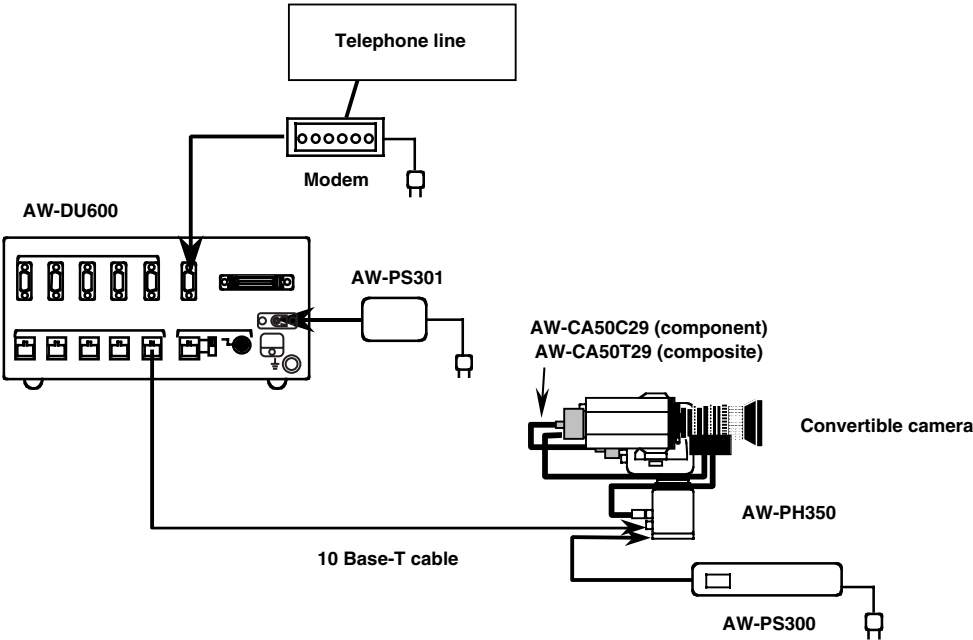 Telephone line
Modem
AW-DU600
AW-PS301
AW-CA50C29 (component)
AW-CA50T29 (composite)
Convertible camera
AW-PH350
10 Base-T cable
AW-PS300